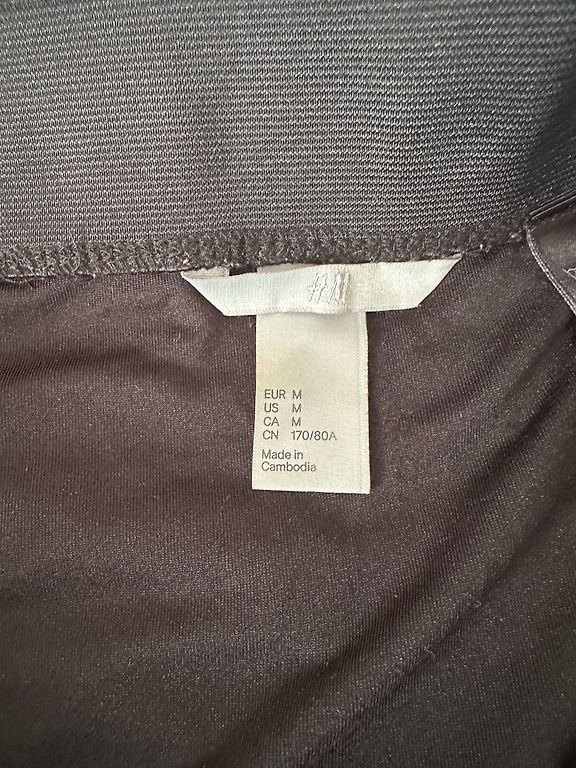 EUR M
US M
CA M
CN 170/80A
Made in
Cambodia